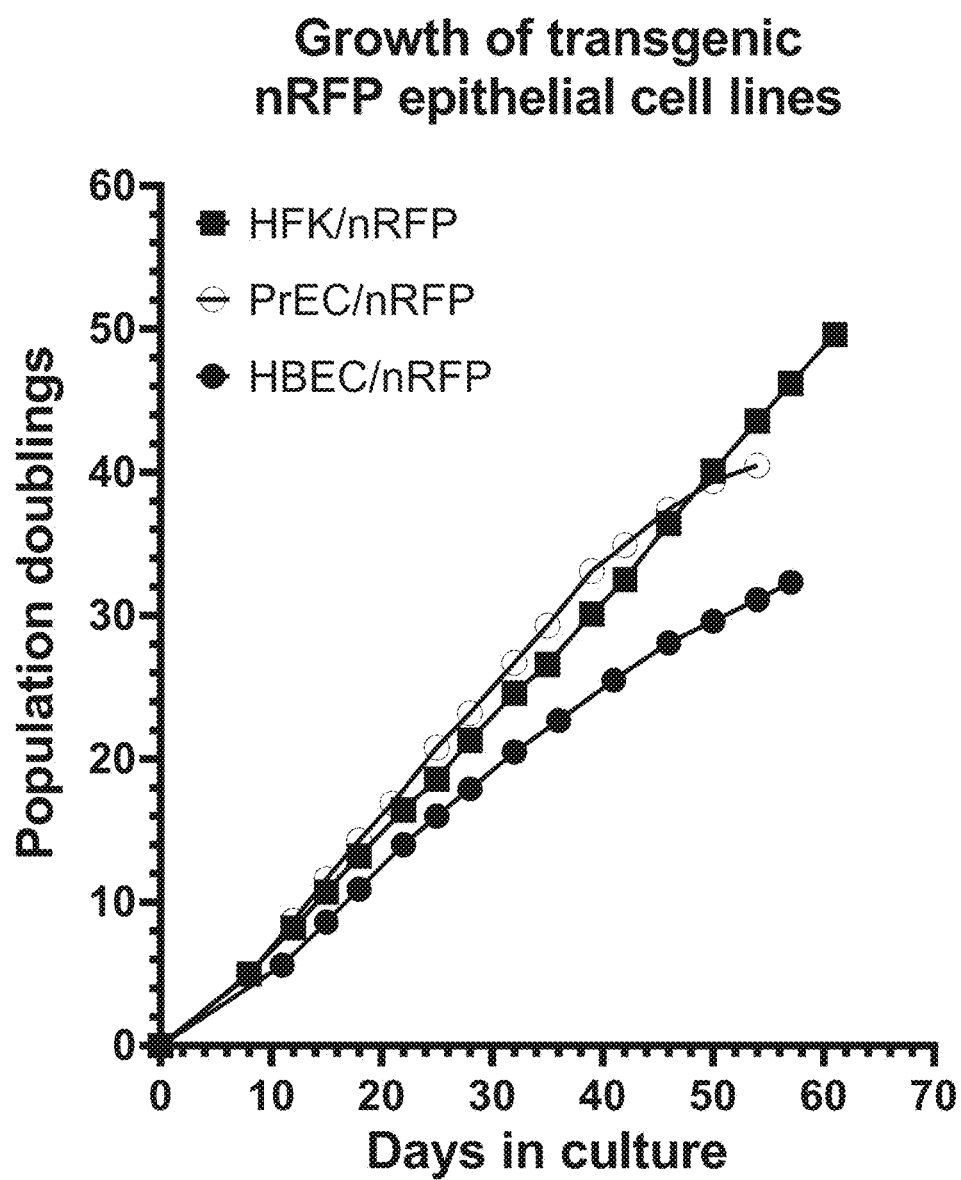 Growth of transgenic
nRFP epithelial cell lines
60
50
40
30
20
10
0
HFK/nRFP
PrEC/nRFP
HBEC/nRFP
Population doublings
0 10 20 30 40 50 60 70
Days in culture